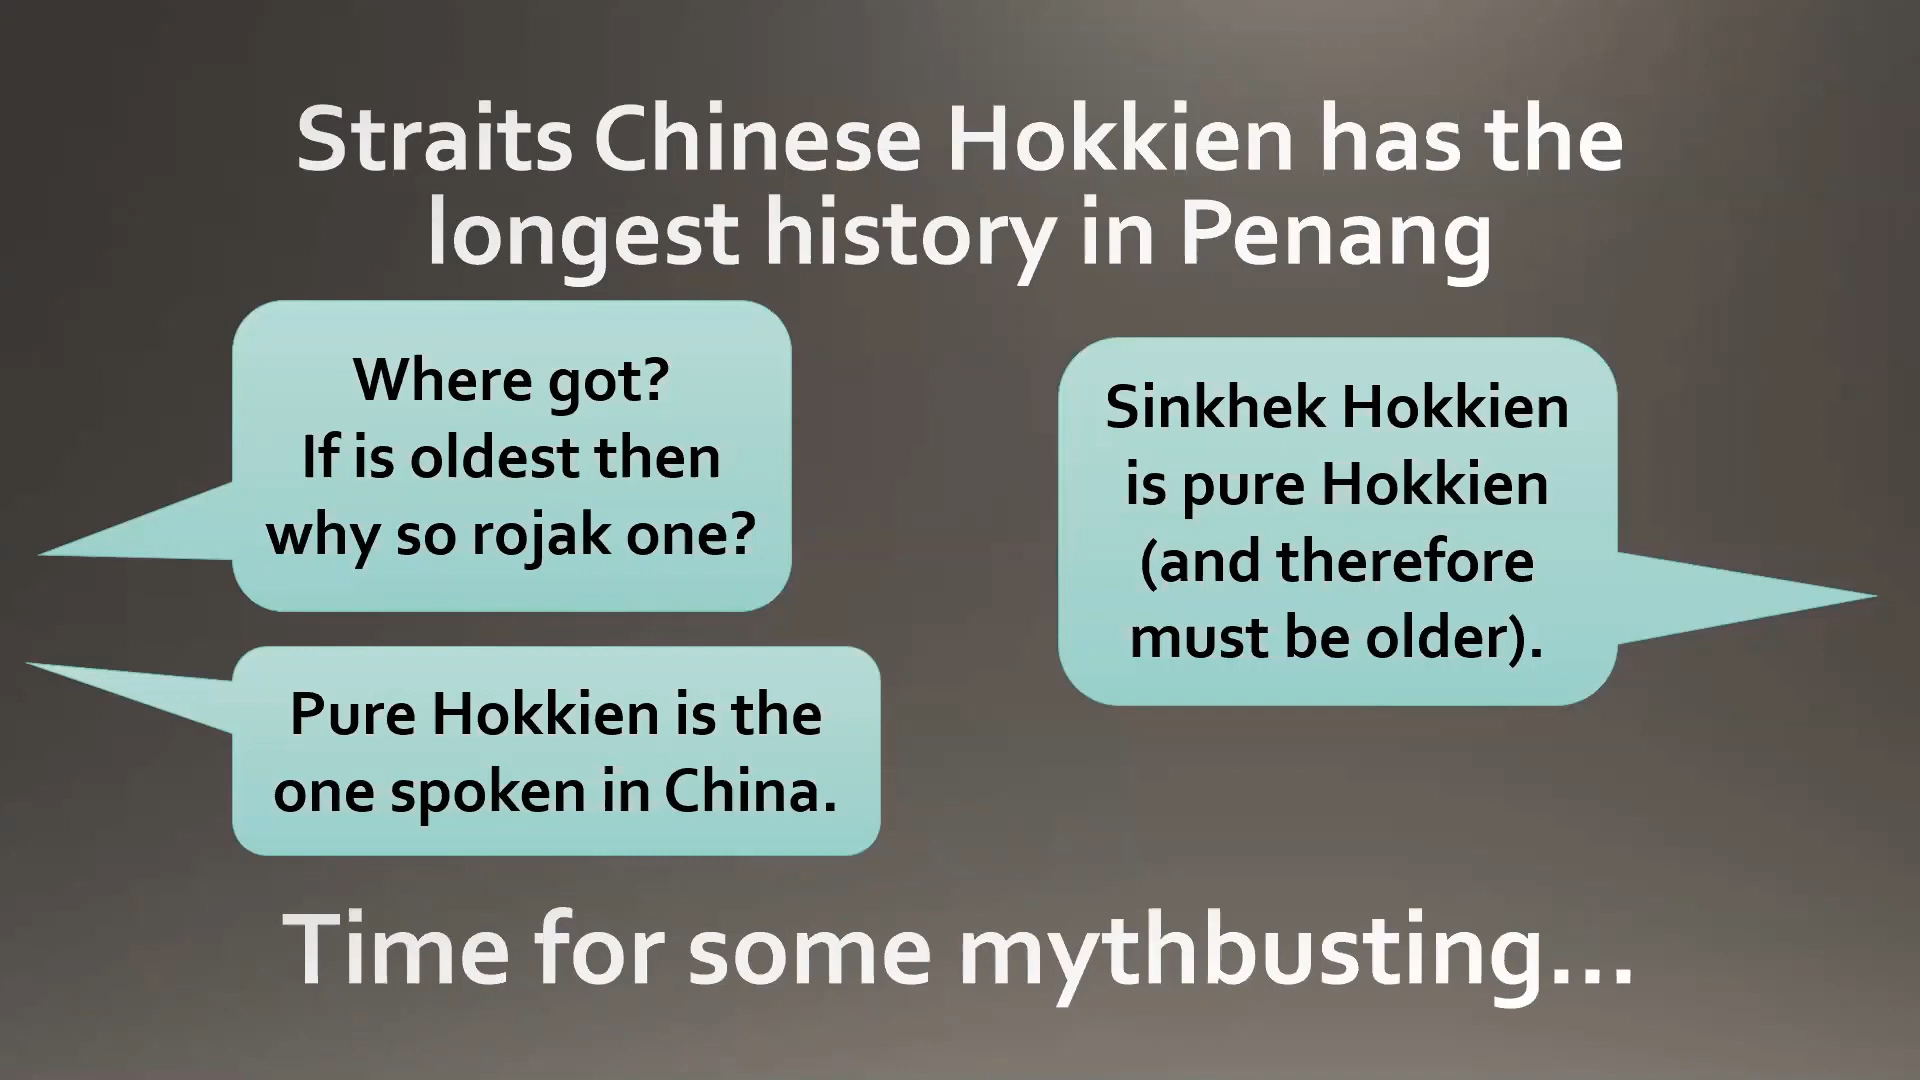 Straits Chinese Hokkien has the
longest history in Penang
Where got?
If is oldest then
why so rojak one?
Sinkhek Hokkien
is pure Hokkien
(and therefore
must be older).
Pure Hokkien is the
one spoken in China.
Time for some mythbusting...